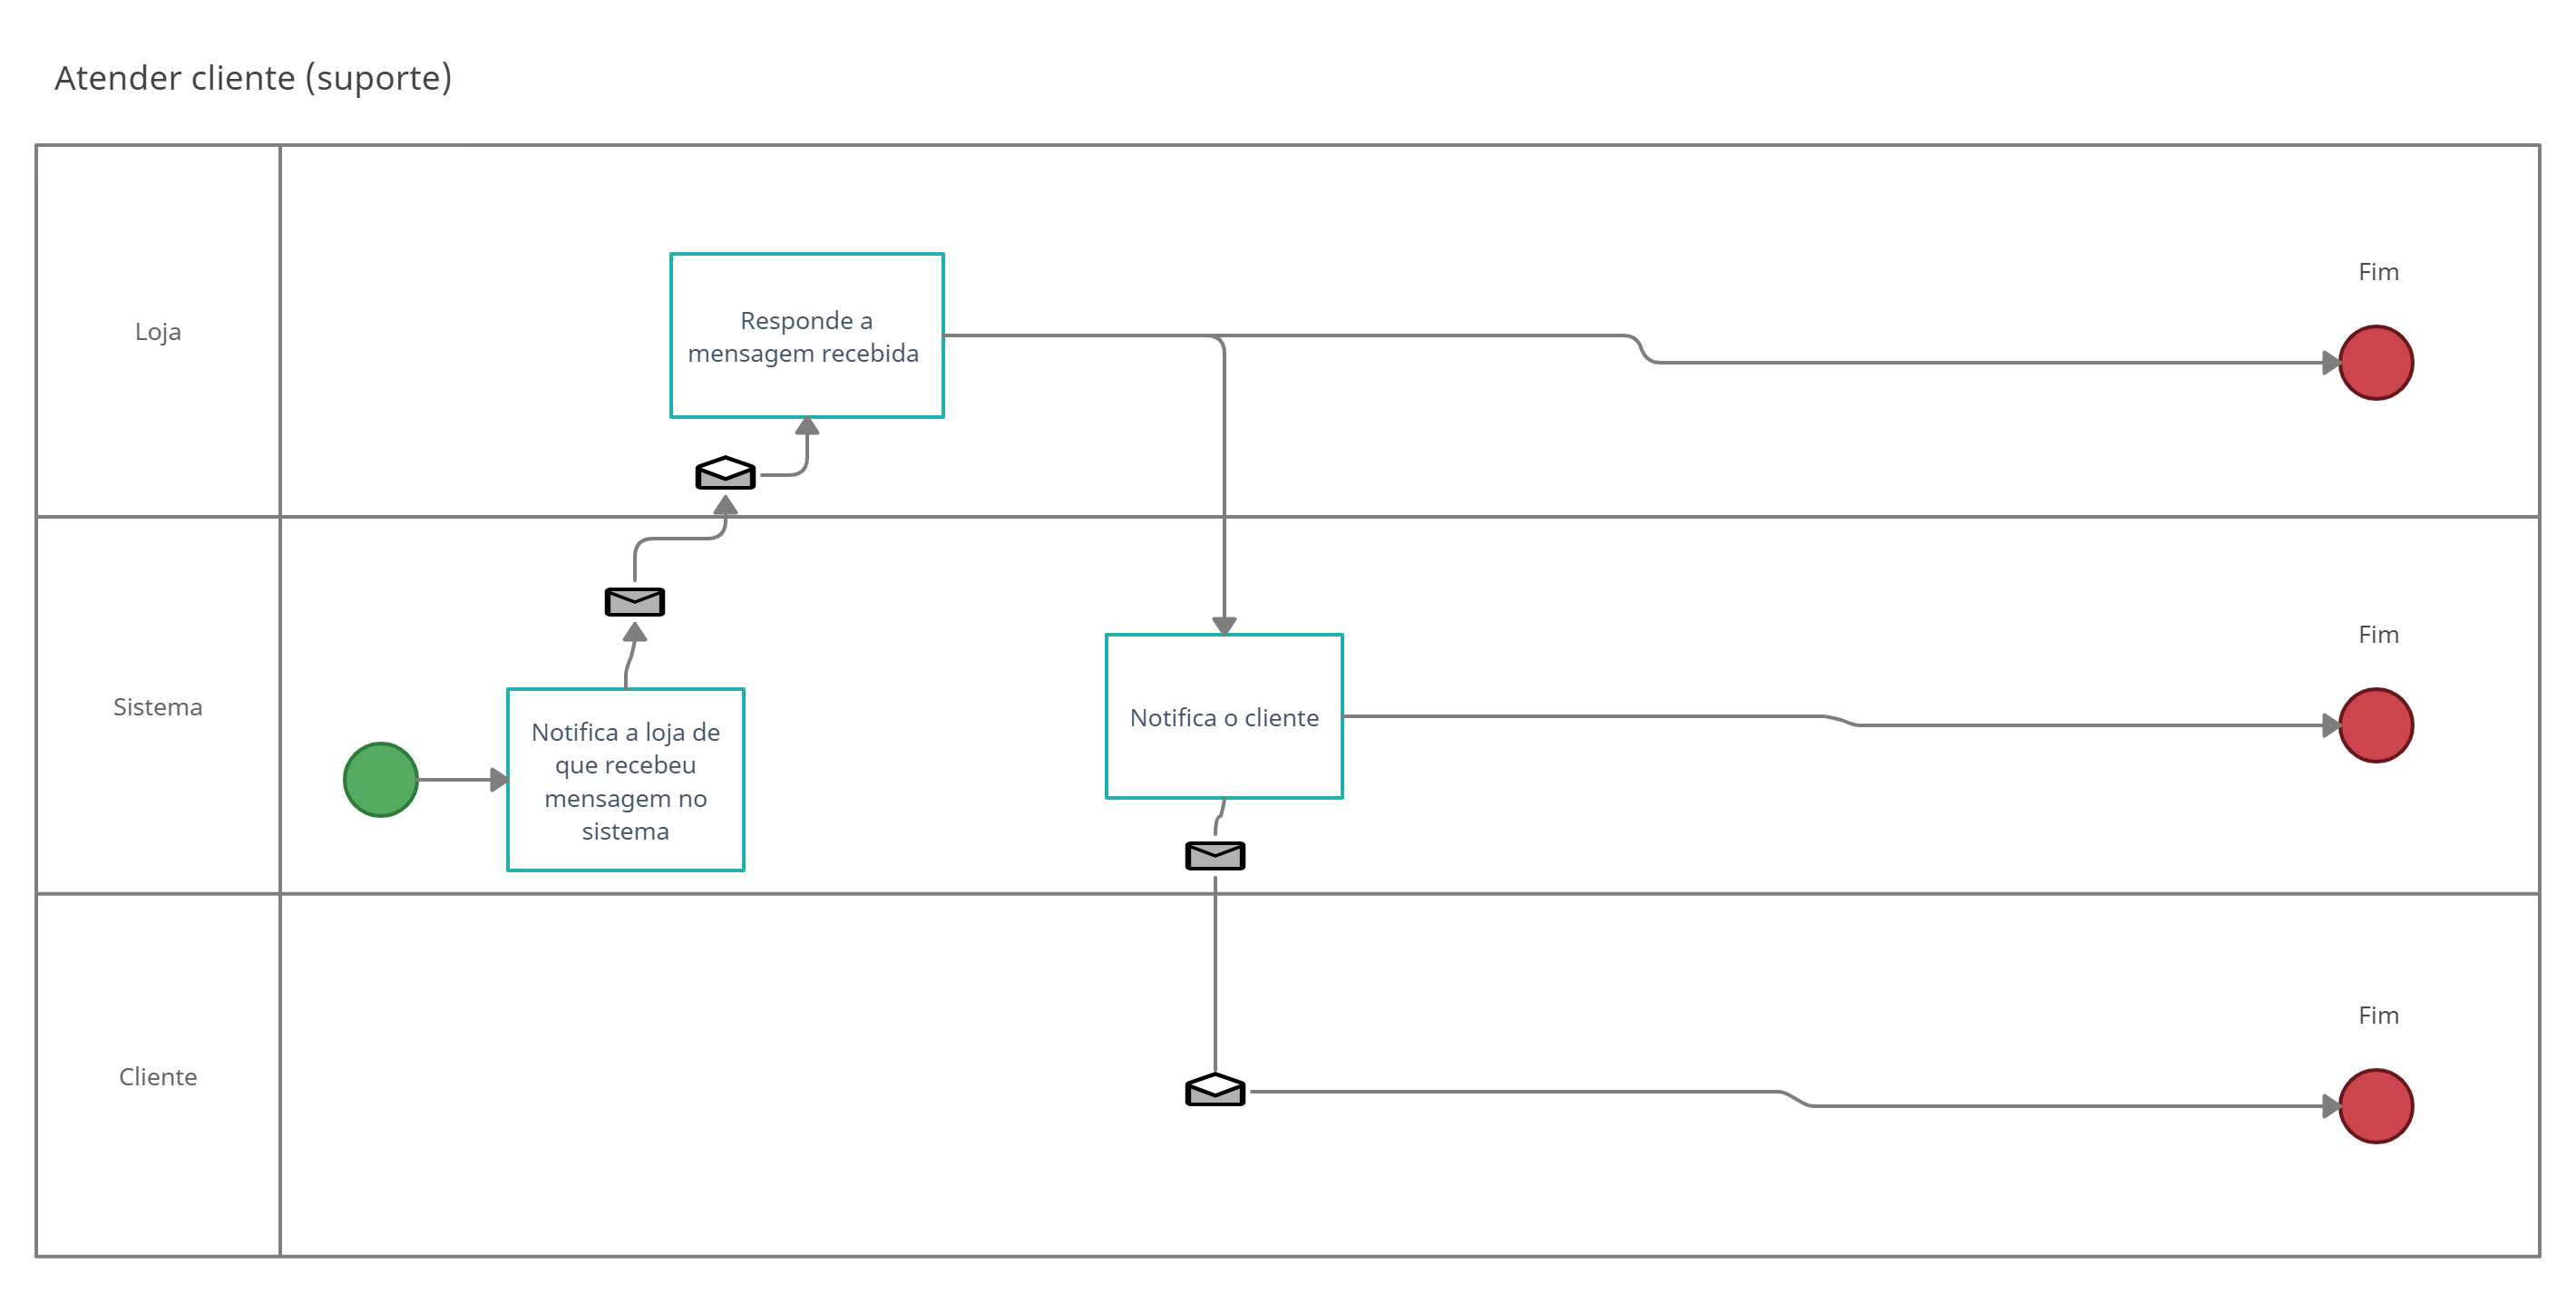 Atender cliente (suporte)
Loja
Responde a
mensagem recebida
Fim
Sistema
Notifica a loja de
que recebeu
mensagem no
sistema
Notifica o cliente
Fim
Cliente
Fim